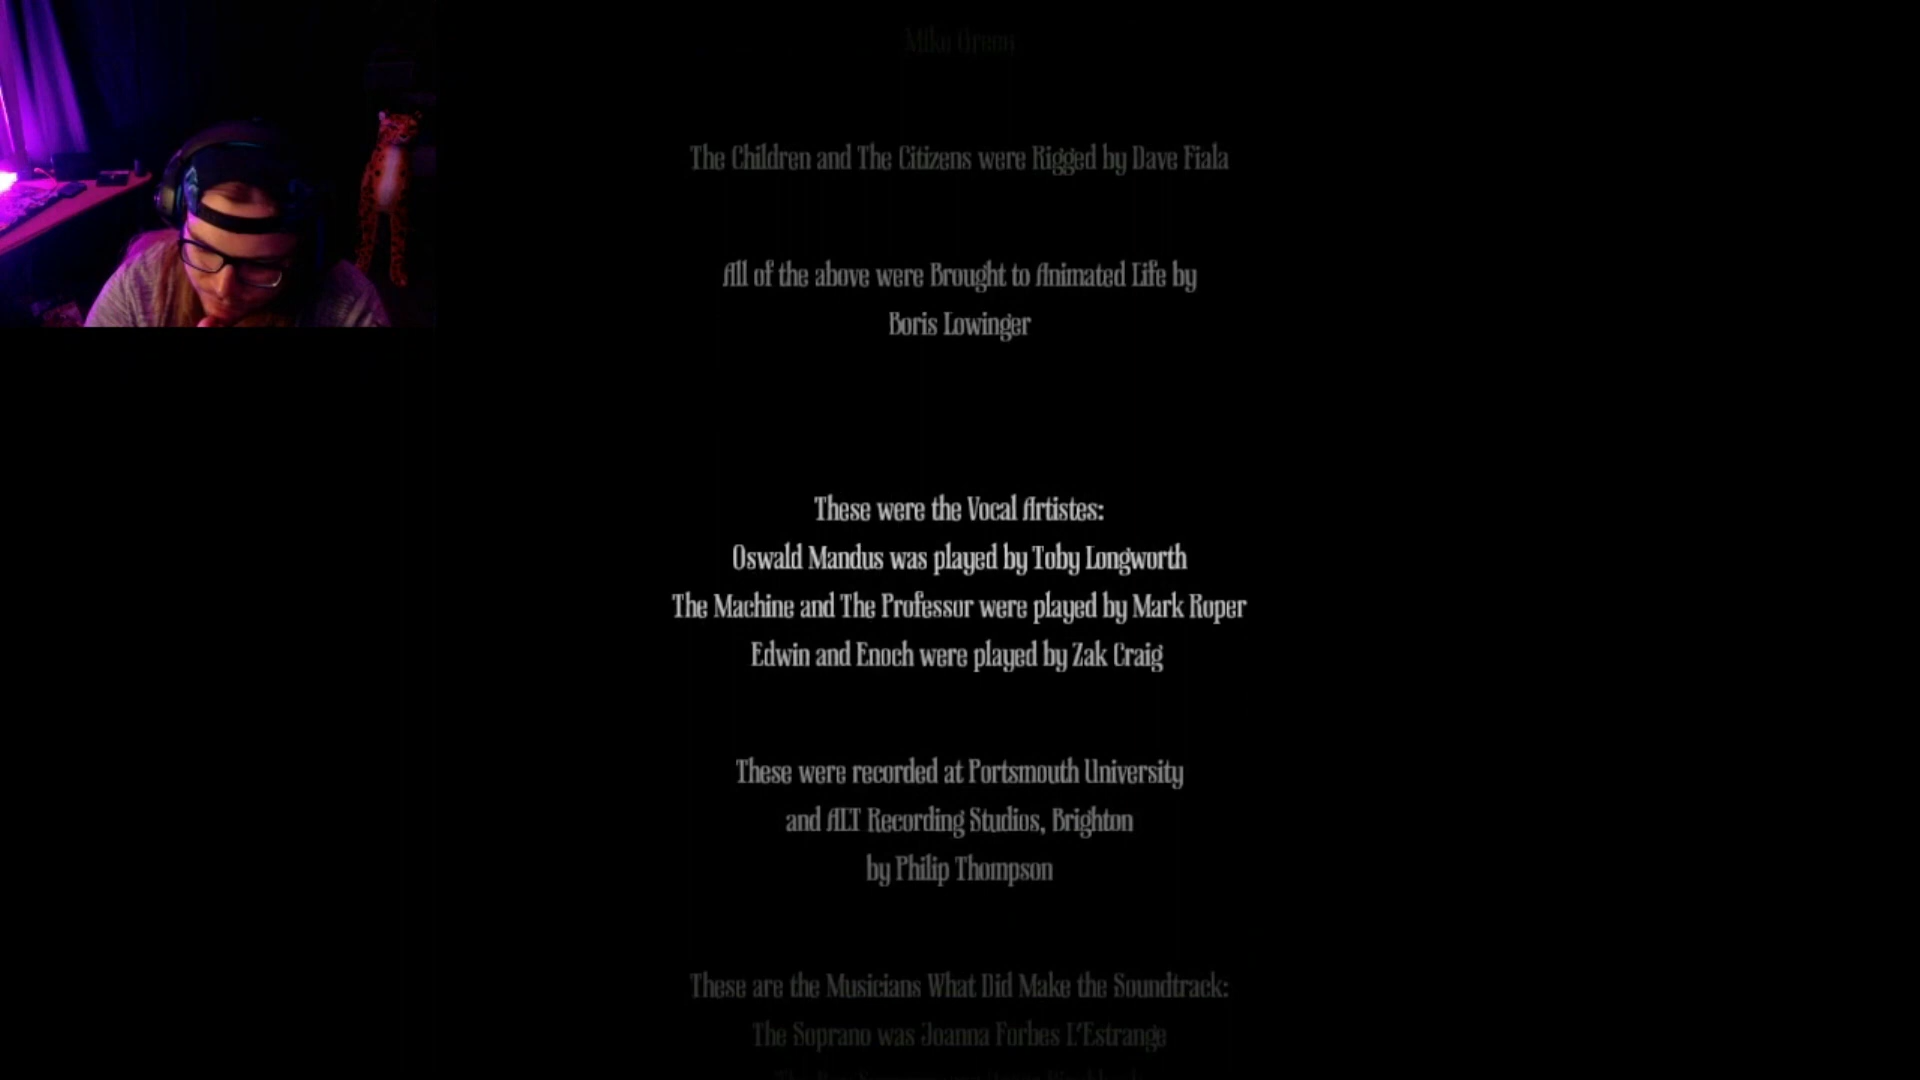 The Children and The Citizens were Rigged by Dave Fiala
All of the above were Brought to Animated Life by
Boris Lowinger
These were the Vocal Artistes:
Oswald Mandus was played by Toby Longworth
The Machine and The Professor were played by Mark Roper
Edwin and Enoch were played by Zak Craig
These were recorded at Portsmouth University
and ALT Recording Studios, Brighton
by Philip Thompson
These are the Musicians What Did Make the Soundtrack:
The Soprano was Joanna Forbes L'Estrange